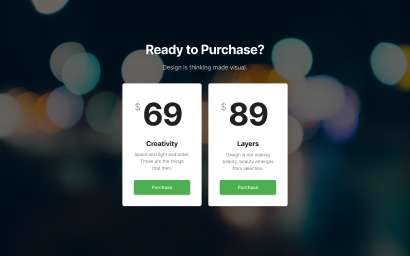 Ready to Purchase?
Design is thinking made visual.
$ 69
Creativity
Space and light and order.
Those are the things
that men.
Purchase
$ 89
Layers
Design is not making
beauty, beauty emerges
from selection.
Purchase